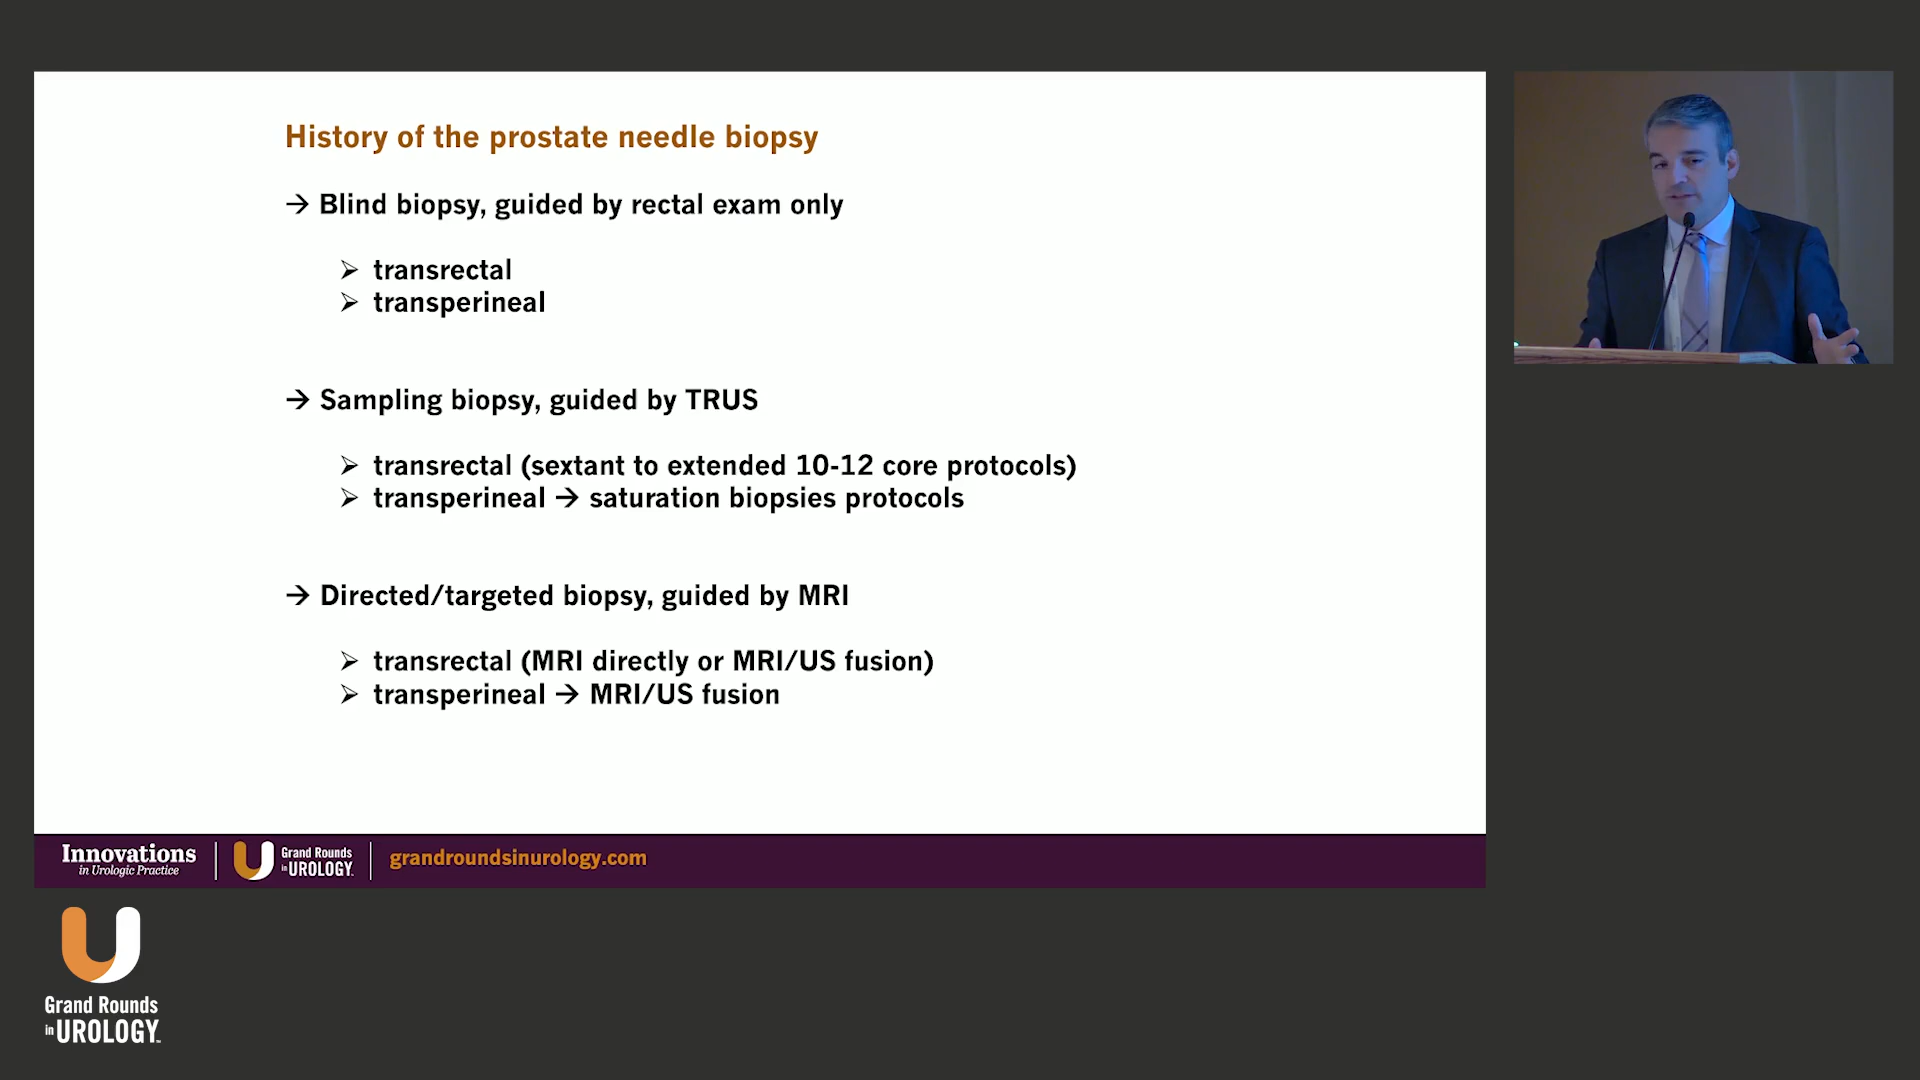 History of the prostate needle biopsy
→ Blind biopsy, guided by rectal exam only
➢ transrectal
➢ transperineal
→ Sampling biopsy, guided by TRUS
➢ transrectal (sextant to extended 10-12 core protocols)
➢ transperineal → saturation biopsies protocols
→ Directed/targeted biopsy, guided by MRI
➢ transrectal (MRI directly or MRI/US fusion)
➢ transperineal → MRI/US fusion
Innovations
in Urologic Practice
Grand Rounds
in UROLOGY.
grandroundsinurology.com
Grand Rounds
in UROLOGY™